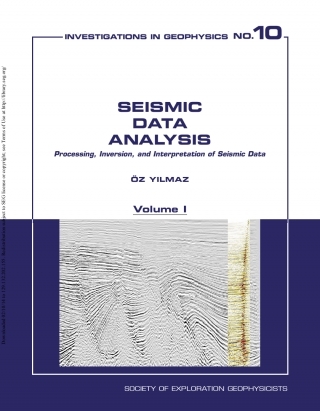 INVESTIGATIONS IN GEOPHYSICS NO.10
SEISMIC
DATA
ANALYSIS
Processing, Inversion, and Interpretation of Seismic Data
ÖZ YILMAZ
Volume I
SOCIETY OF EXPLORATION GEOPHYSICISTS